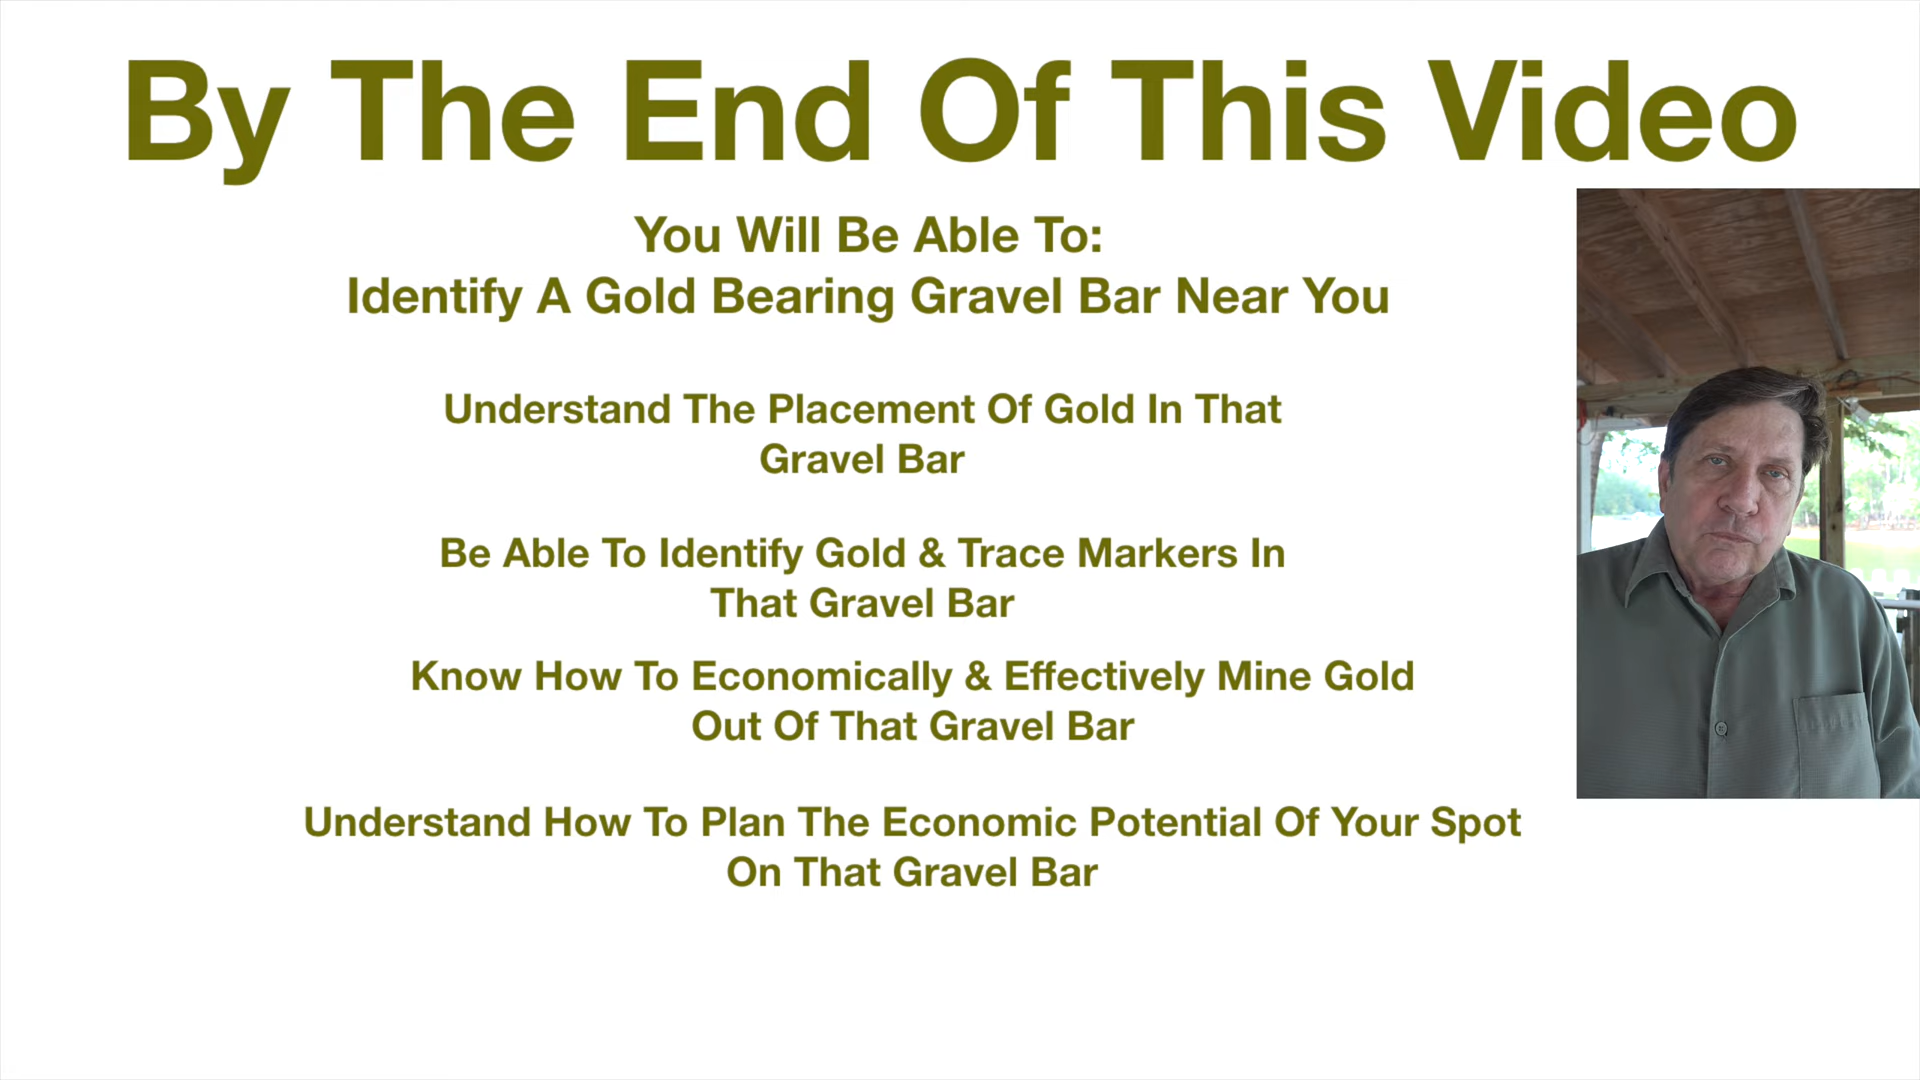 By The End Of This Video
You Will Be Able To:
Identify A Gold Bearing Gravel Bar Near You
Understand The Placement Of Gold In That
Gravel Bar
Be Able To Identify Gold & Trace Markers In
That Gravel Bar
Know How To Economically & Effectively Mine Gold
Out Of That Gravel Bar
Understand How To Plan The Economic Potential Of Your Spot
On That Gravel Bar